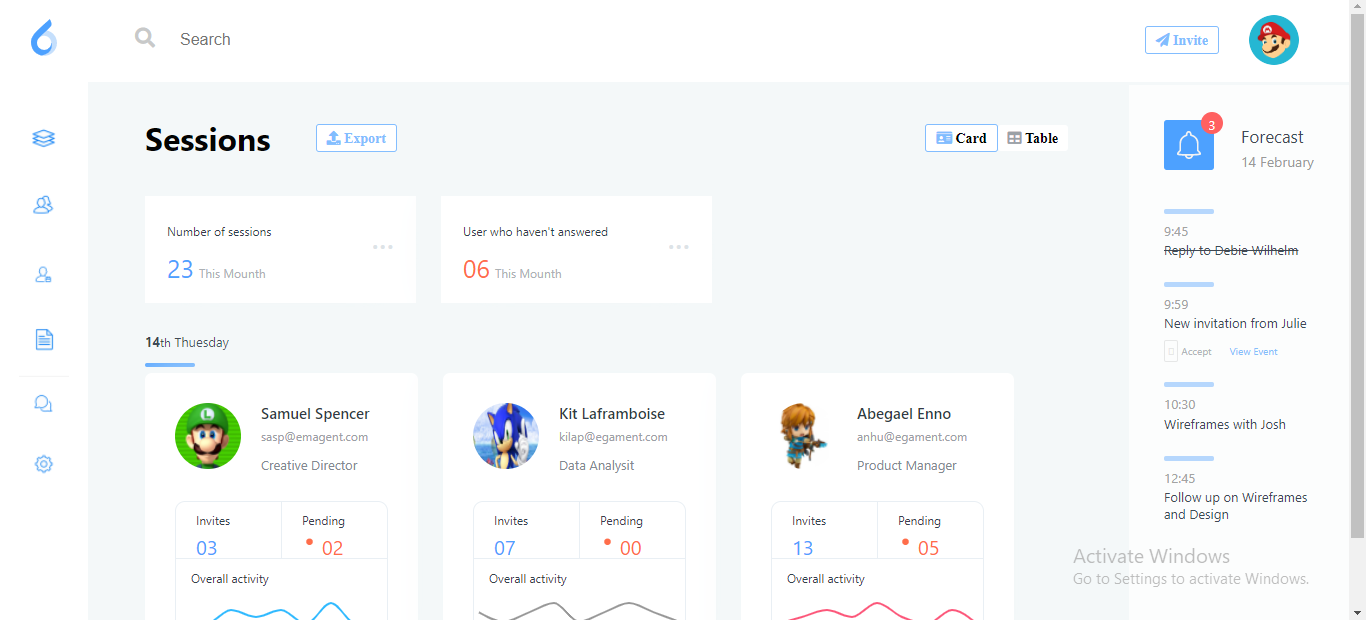 Search
Invite
Sessions
Export
Card
Table
3
Forecast
14 February
Number of sessions
23 This Mounth
User who haven't answered
06 This Mounth
14th Thuesday
Samuel Spencer
sasp@emagent.com
Creative Director
Invites
03
Pending
02
Overall activity
Kit Laframboise
kilap@egament.com
Data Analysit
Invites
07
Pending
00
Overall activity
Abegael Enno
anhu@egament.com
Product Manager
Invites
13
Pending
05
Overall activity
9:45
Reply to Debie Wilhelm
9:59
New invitation from Julie
Accept
View Event
10:30
Wireframes with Josh
12:45
Follow up on Wireframes
and Design
Activate Windows
Go to Settings to activate Windows.